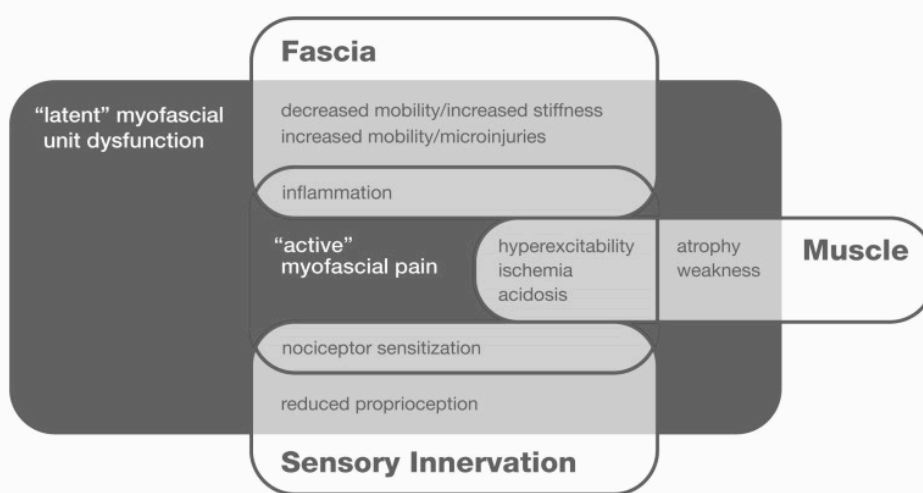 Fascia
“latent” myofascial
unit dysfunction
decreased mobility/increased stiffness
increased mobility/microinjuries
inflammation
“active”
myofascial pain
hyperexcitability
ischemia
acidosis
atrophy
weakness
Muscle
nociceptor sensitization
reduced proprioception
Sensory Innervation